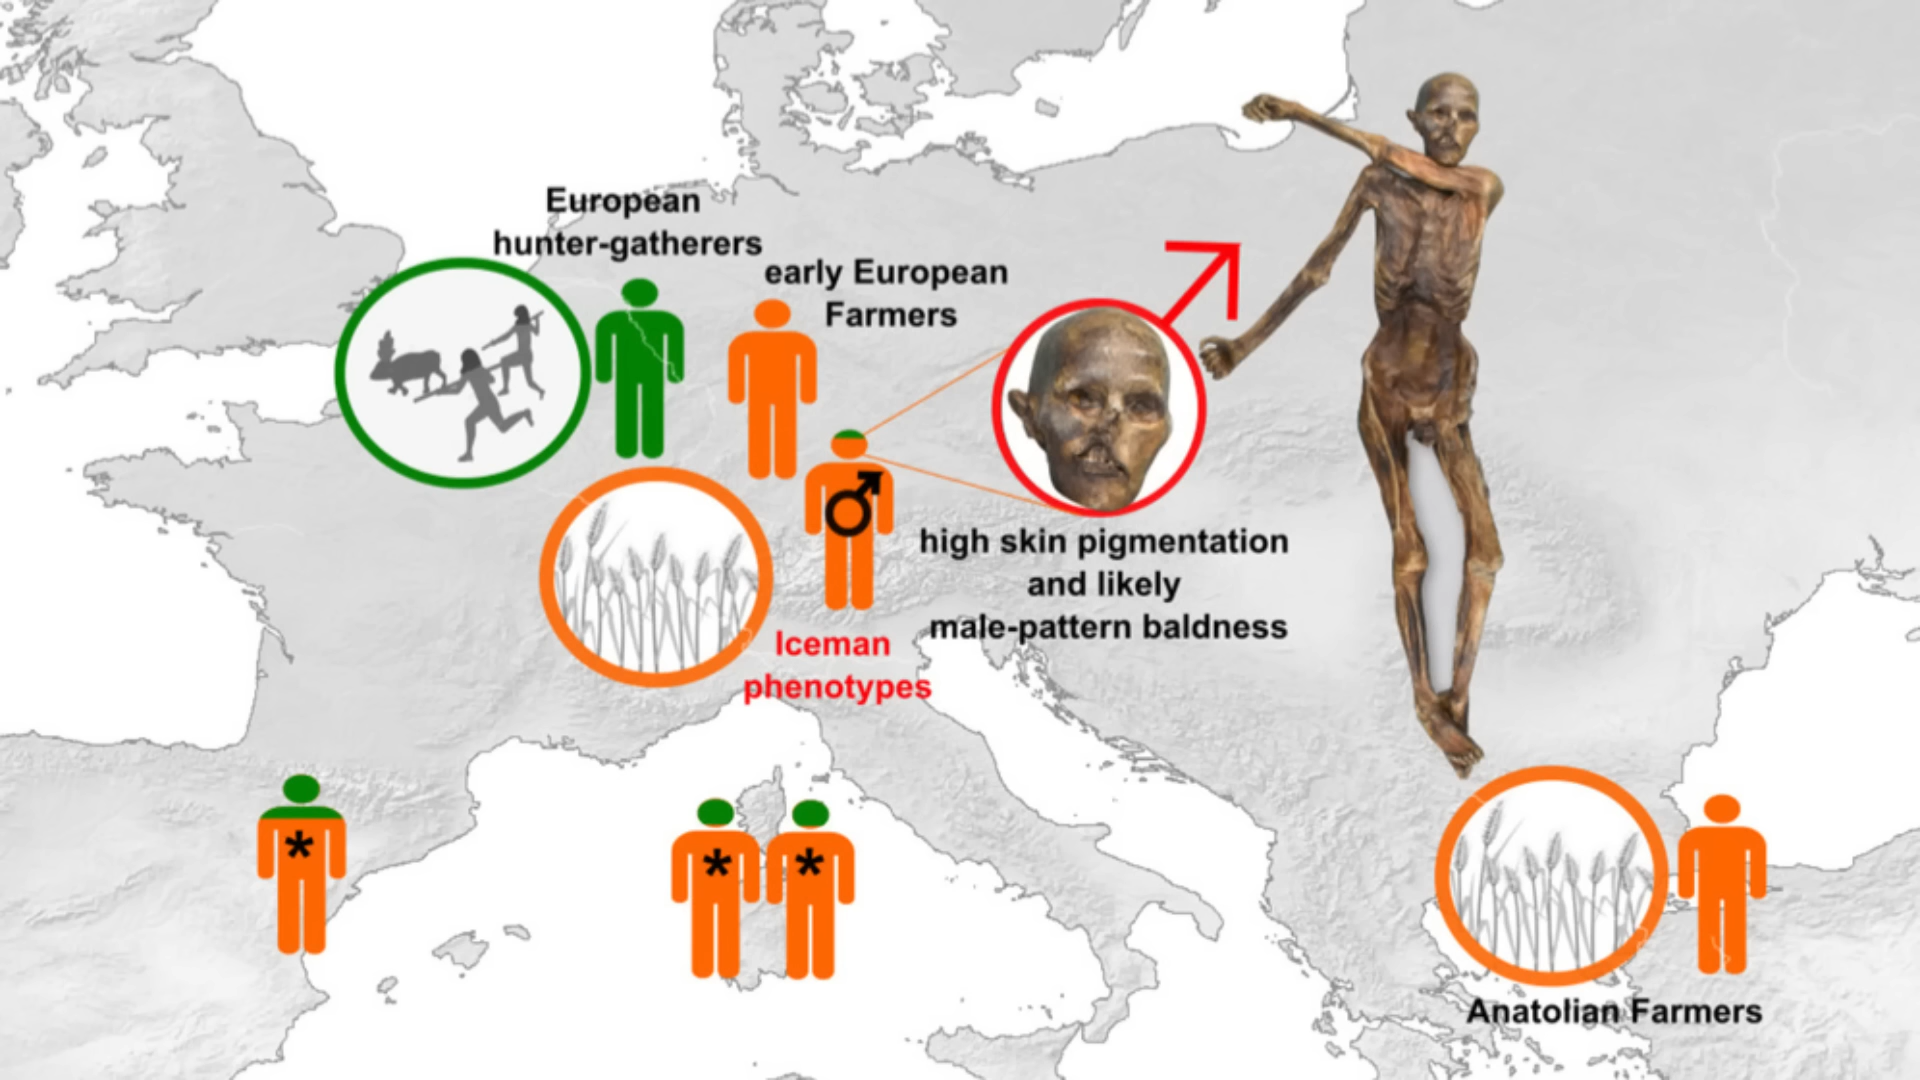 European
hunter-gatherers
early European
Farmers
high skin pigmentation
and likely
male-pattern baldness
Iceman
phenotypes
*
* *
Anatolian Farmers